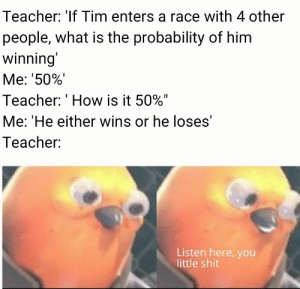 Teacher: 'If Tim enters a race with 4 other
people, what is the probability of him
winning'
Me: '50%'
Teacher: ' How is it 50%"
Me: 'He either wins or he loses'
Teacher:
Listen here, you
little shit